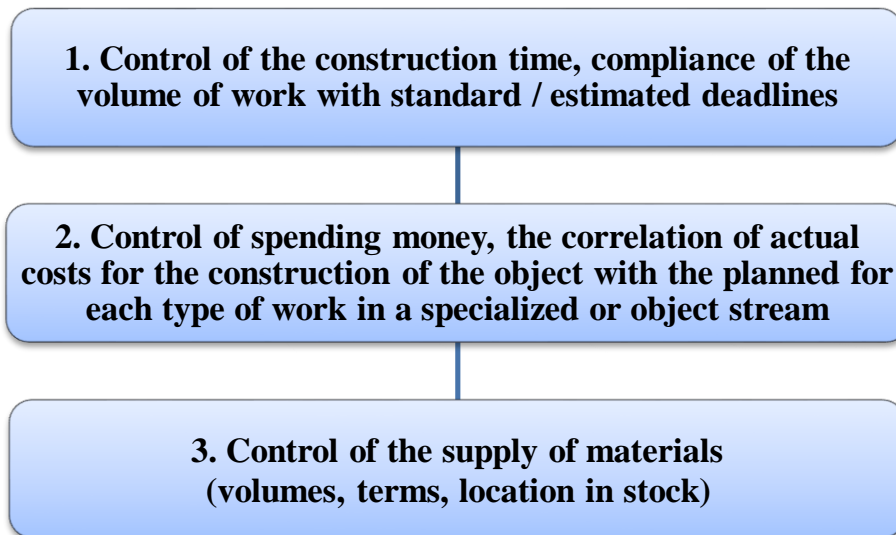 1. Control of the construction time, compliance of the
volume of work with standard / estimated deadlines
2. Control of spending money, the correlation of actual
costs for the construction of the object with the planned for
each type of work in a specialized or object stream
3. Control of the supply of materials
(volumes, terms, location in stock)